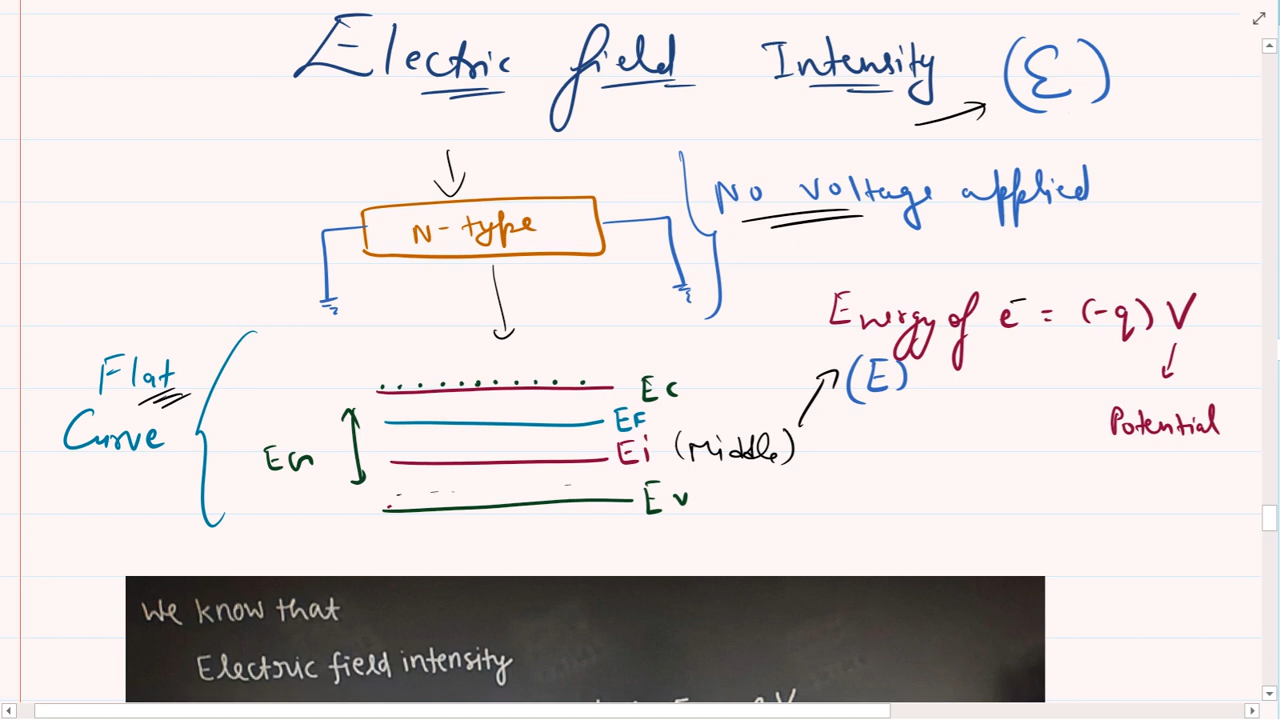 Electric field Intensity (Ɛ)
N-type
No voltage applied
Energy of e⁻ = (-q) V
(E)
Potential
Flat
Curve
Ec
EF
Ei (Middle)
EG
Ev
We know that
Electric field intensity